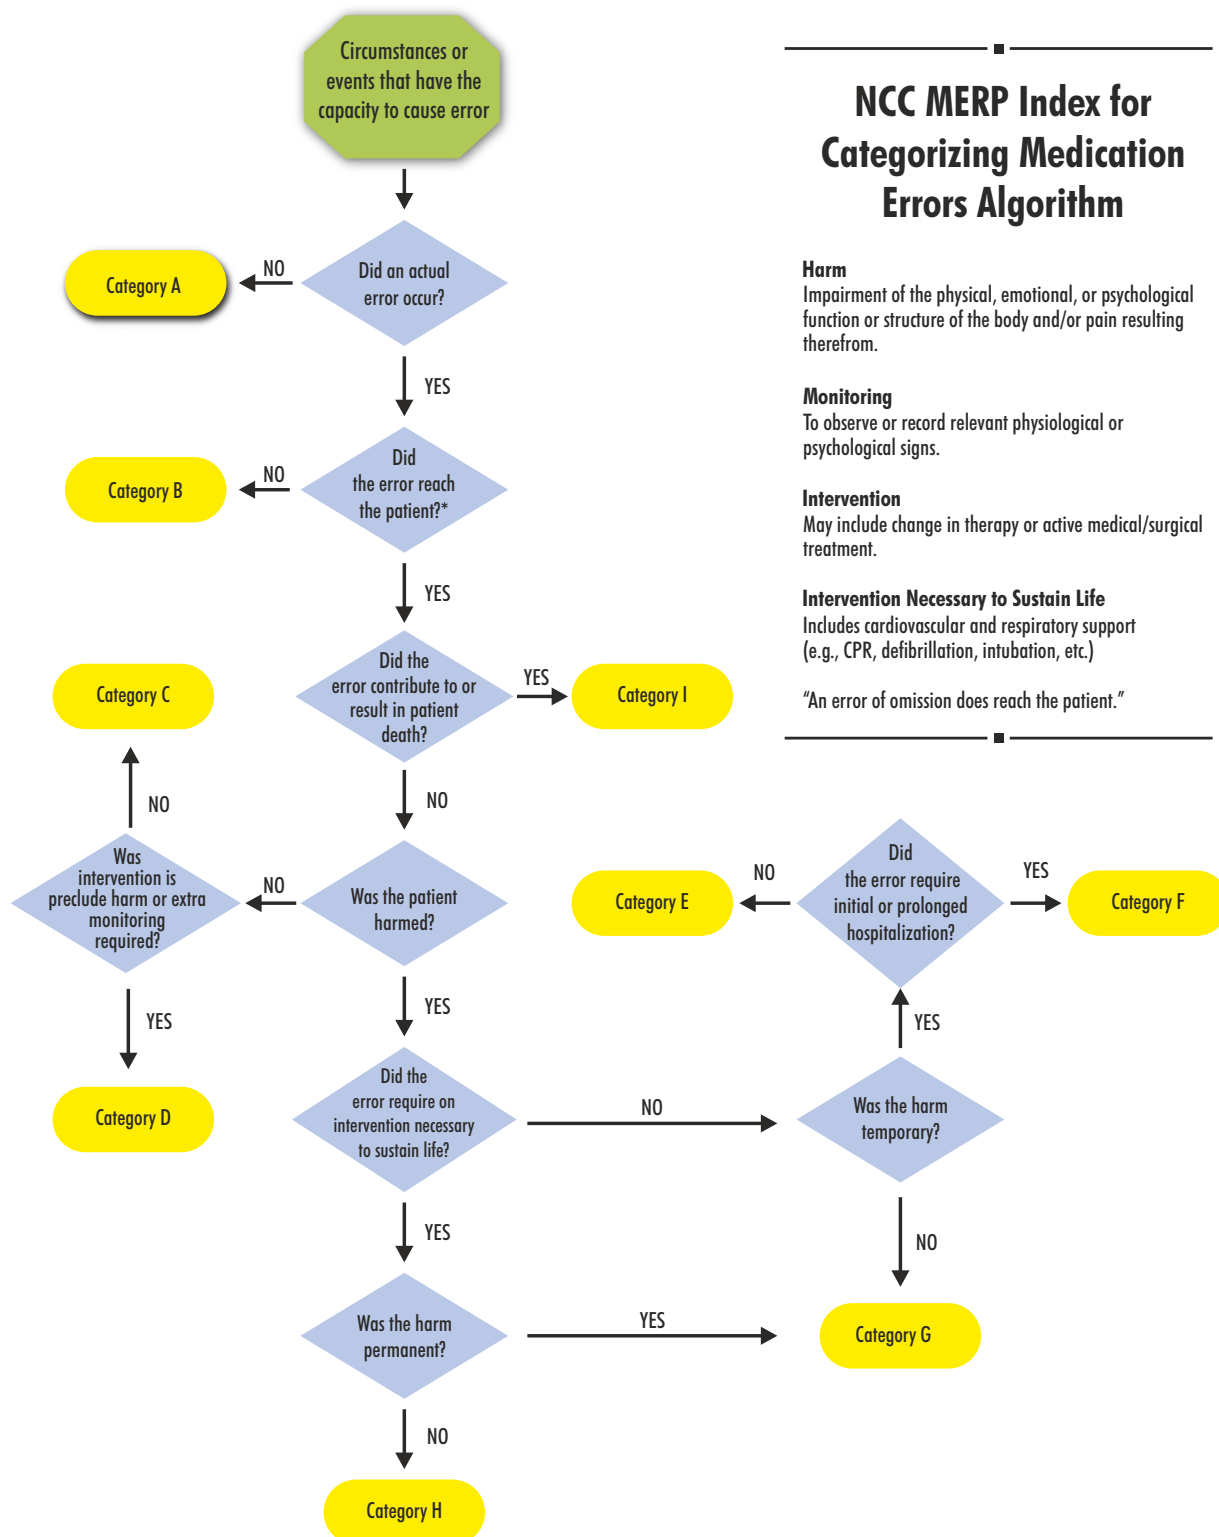 Circumstances or
events that have the
capacity to cause error
NCC MERP Index for
Categorizing Medication
Errors Algorithm
Harm
Impairment of the physical, emotional, or psychological
function or structure of the body and/or pain resulting
therefrom.
Monitoring
To observe or record relevant physiological or
psychological signs.
Intervention
May include change in therapy or active medical/surgical
treatment.
Intervention Necessary to Sustain Life
Includes cardiovascular and respiratory support
(e.g., CPR, defibrillation, intubation, etc.)
“An error of omission does reach the patient.”
Did an actual
error occur?
NO
Category A
YES
Did
the error reach
the patient?*
NO
Category B
YES
Did the
error contribute to or
result in patient
death?
YES
Category I
NO
Was the patient
harmed?
NO
Was
intervention is
preclude harm or extra
monitoring
required?
NO
Category C
YES
Category D
YES
Did the
error require on
intervention necessary
to sustain life?
NO
Was the harm
temporary?
YES
Did
the error require
initial or prolonged
hospitalization?
NO
Category E
YES
Category F
NO
Category G
YES
Was the harm
permanent?
YES
NO
Category H